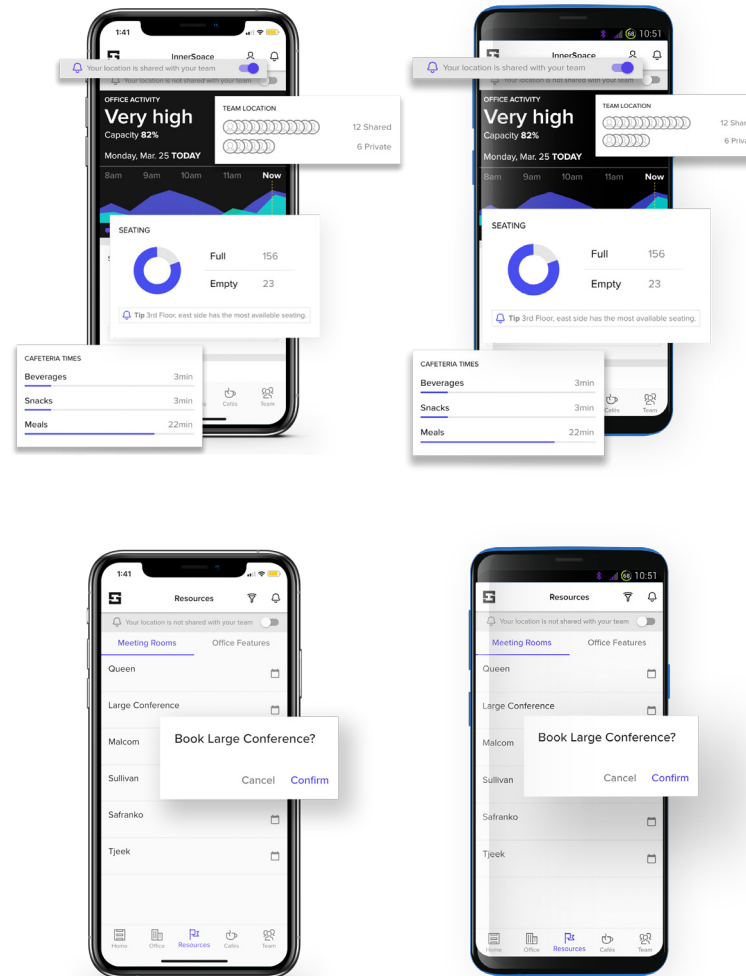 1:41
InnerSpace
Your location is shared with your team
Your location is not shared with your team
OFFICE ACTIVITY
Very high
Capacity 82%
Monday, Mar. 25 TODAY
8am 9am 10am 11am Now
TEAM LOCATION
12 Shared
6 Private
SEATING
Full 156
Empty 23
Tip 3rd Floor, east side has the most available seating.
CAFETERIA TIMES
Beverages 3min
Snacks 3min
Meals 22min
Cafés Team
68 10:51
InnerSpace
Your location is shared with your team
Your location is not shared with your team
OFFICE ACTIVITY
Very high
Capacity 82%
Monday, Mar. 25 TODAY
8am 9am 10am 11am Now
TEAM LOCATION
12 Shar
6 Priva
SEATING
Full 156
Empty 23
Tip 3rd Floor, east side has the most available seating.
CAFETERIA TIMES
Beverages 3min
Snacks 3min
Meals 22min
Cafés Team
1:41
Resources
Your location is not shared with your team
Meeting Rooms Office Features
Queen
Large Conference
Malcom
Sullivan
Safranko
Tjeek
Book Large Conference?
Cancel Confirm
Home Office Resources Cafés Team
68 10:51
Resources
Your location is not shared with your team
Meeting Rooms Office Features
Queen
Large Conference
Malcom
Sullivan
Safranko
Tjeek
Book Large Conference?
Cancel Confirm
Home Office Resources Cafés Team